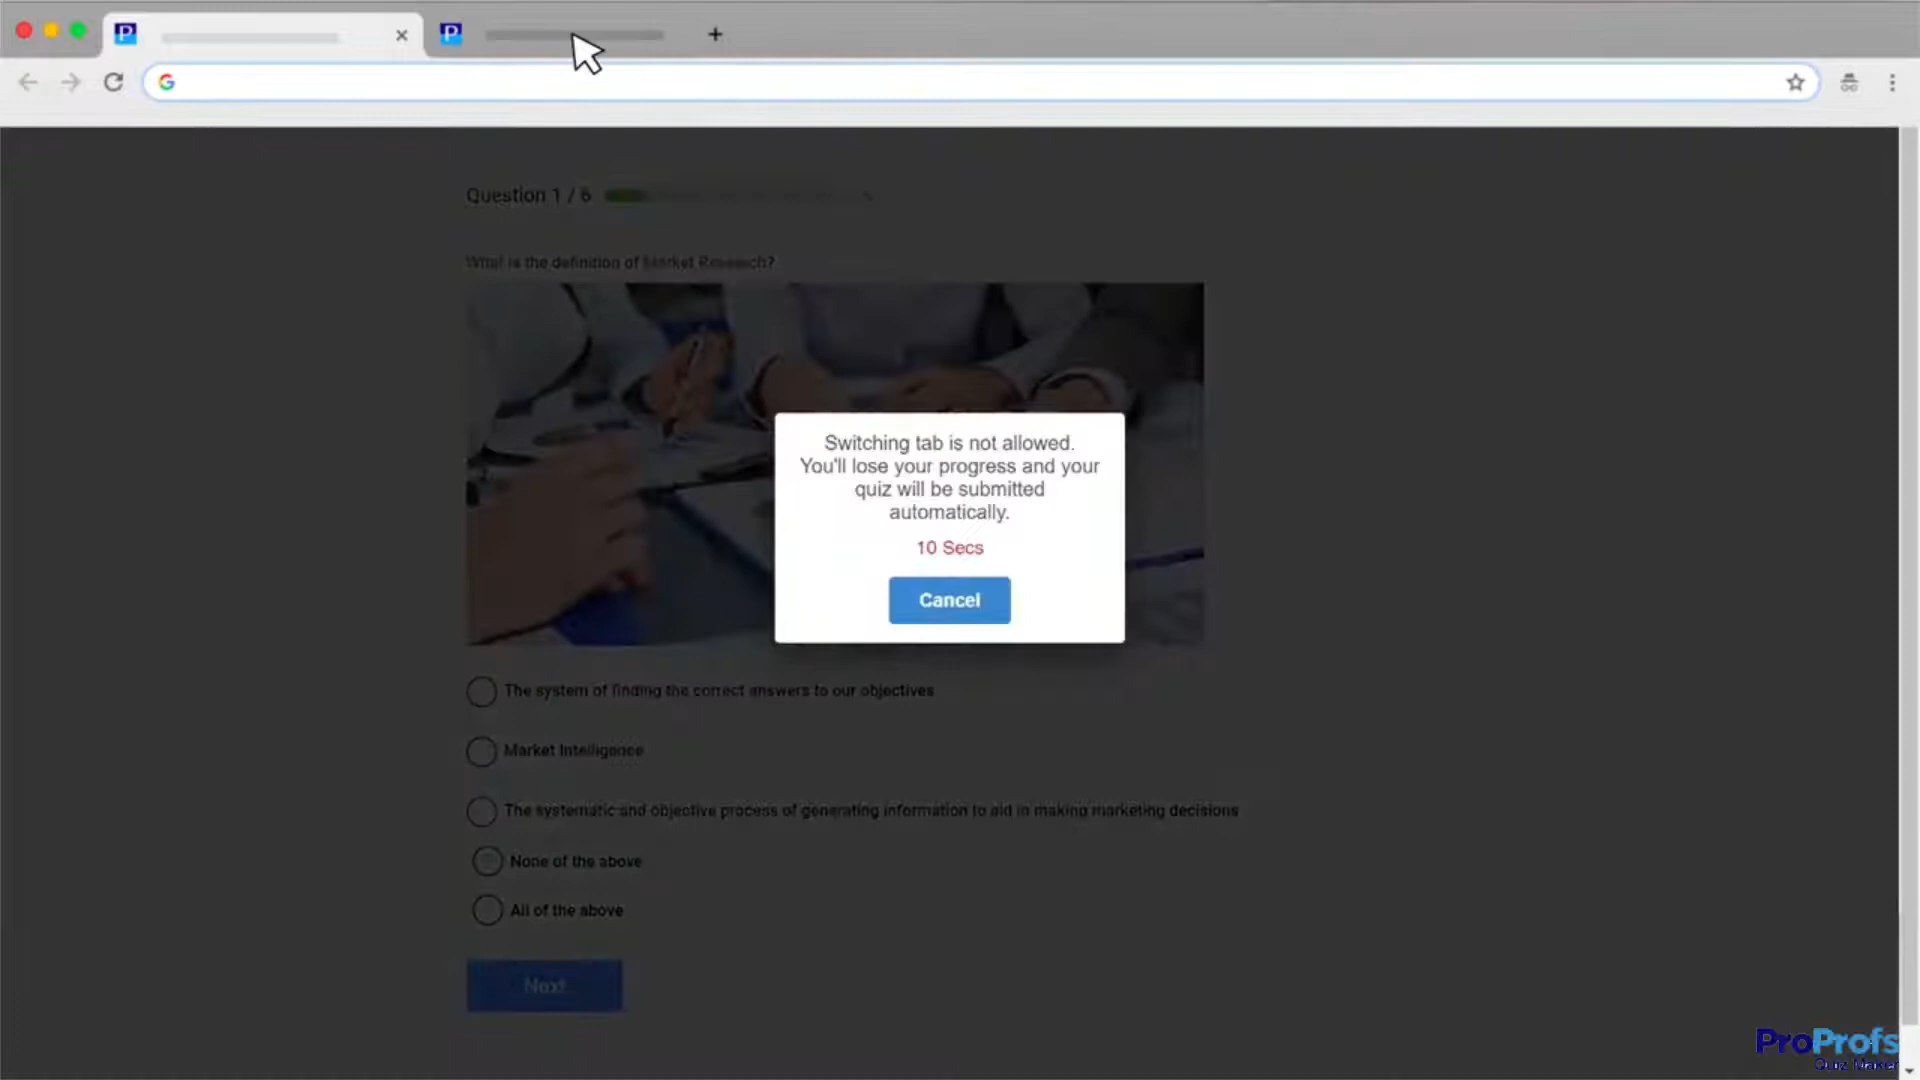 Question 1 / 6
What is the definition of Market Research?
Switching tab is not allowed.
You'll lose your progress and your
quiz will be submitted
automatically.
10 Secs
Cancel
The system of finding the correct answers to our objectives
Market Intelligence
The systematic and objective process of generating information to aid in making marketing decisions
None of the above
All of the above
Next
ProProfs
Quiz Maker